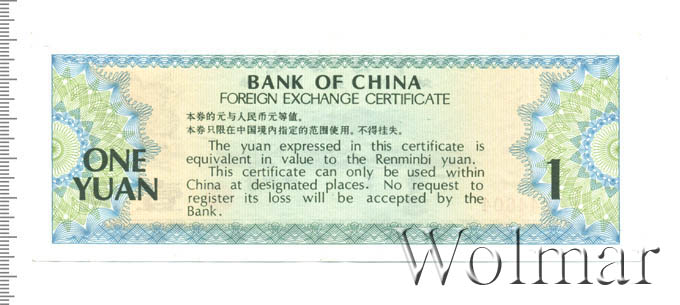 BANK OF CHINA
FOREIGN EXCHANGE CERTIFICATE
本券的元与人民币元等值。
本券只限在中国境内指定的范围使用。不得挂失。
The yuan expressed in this certificate is
equivalent in value to the Renminbi yuan.
This certificate can only be used within
China at designated places. No request to
register its loss will be accepted by the
Bank.
ONE
YUAN
1
Wolmar